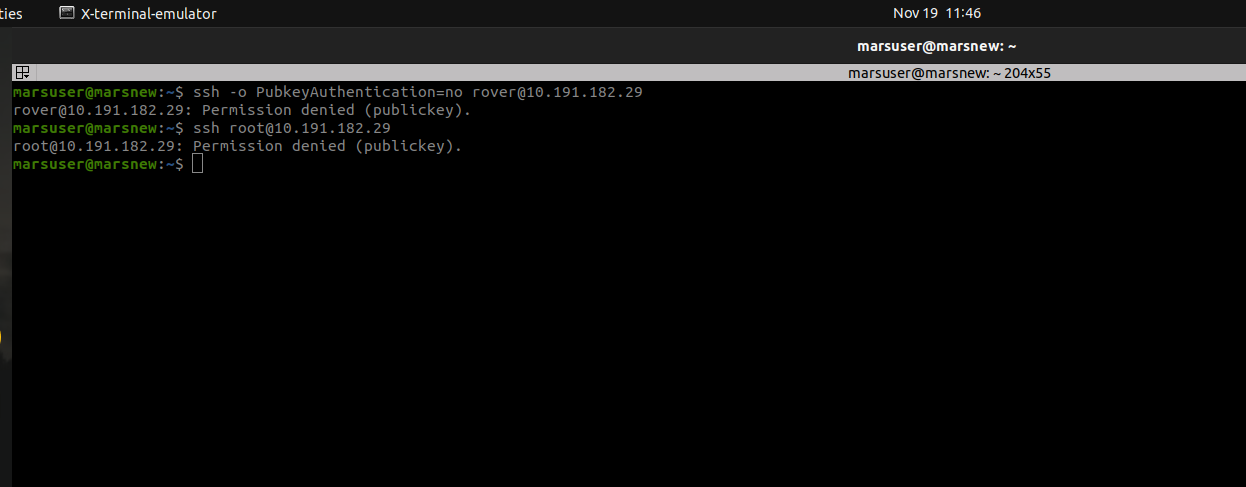 ties X-terminal-emulator Nov 19 11:46
marsuser@marsnew: ~
marsuser@marsnew: ~ 204x55
marsuser@marsnew:~$ ssh -o PubkeyAuthentication=no rover@10.191.182.29
rover@10.191.182.29: Permission denied (publickey).
marsuser@marsnew:~$ ssh root@10.191.182.29
root@10.191.182.29: Permission denied (publickey).
marsuser@marsnew:~$